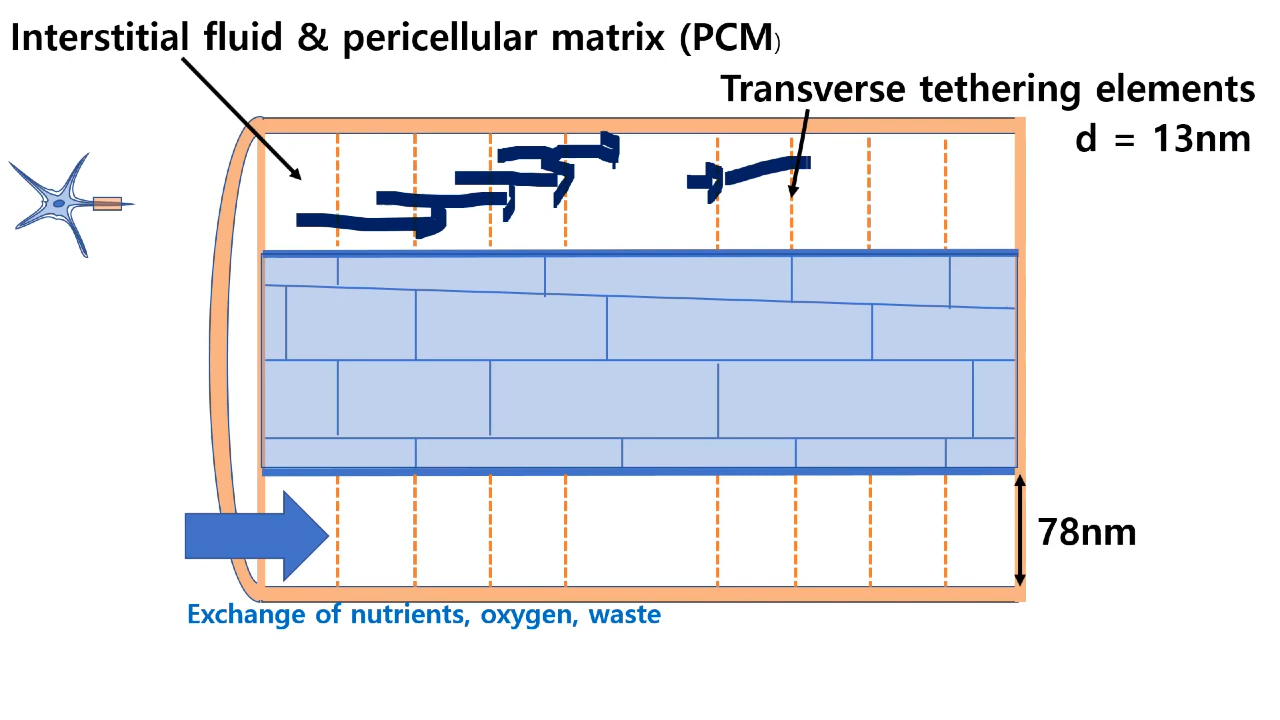 Interstitial fluid & pericellular matrix (PCM)
Transverse tethering elements
d = 13nm
78nm
Exchange of nutrients, oxygen, waste